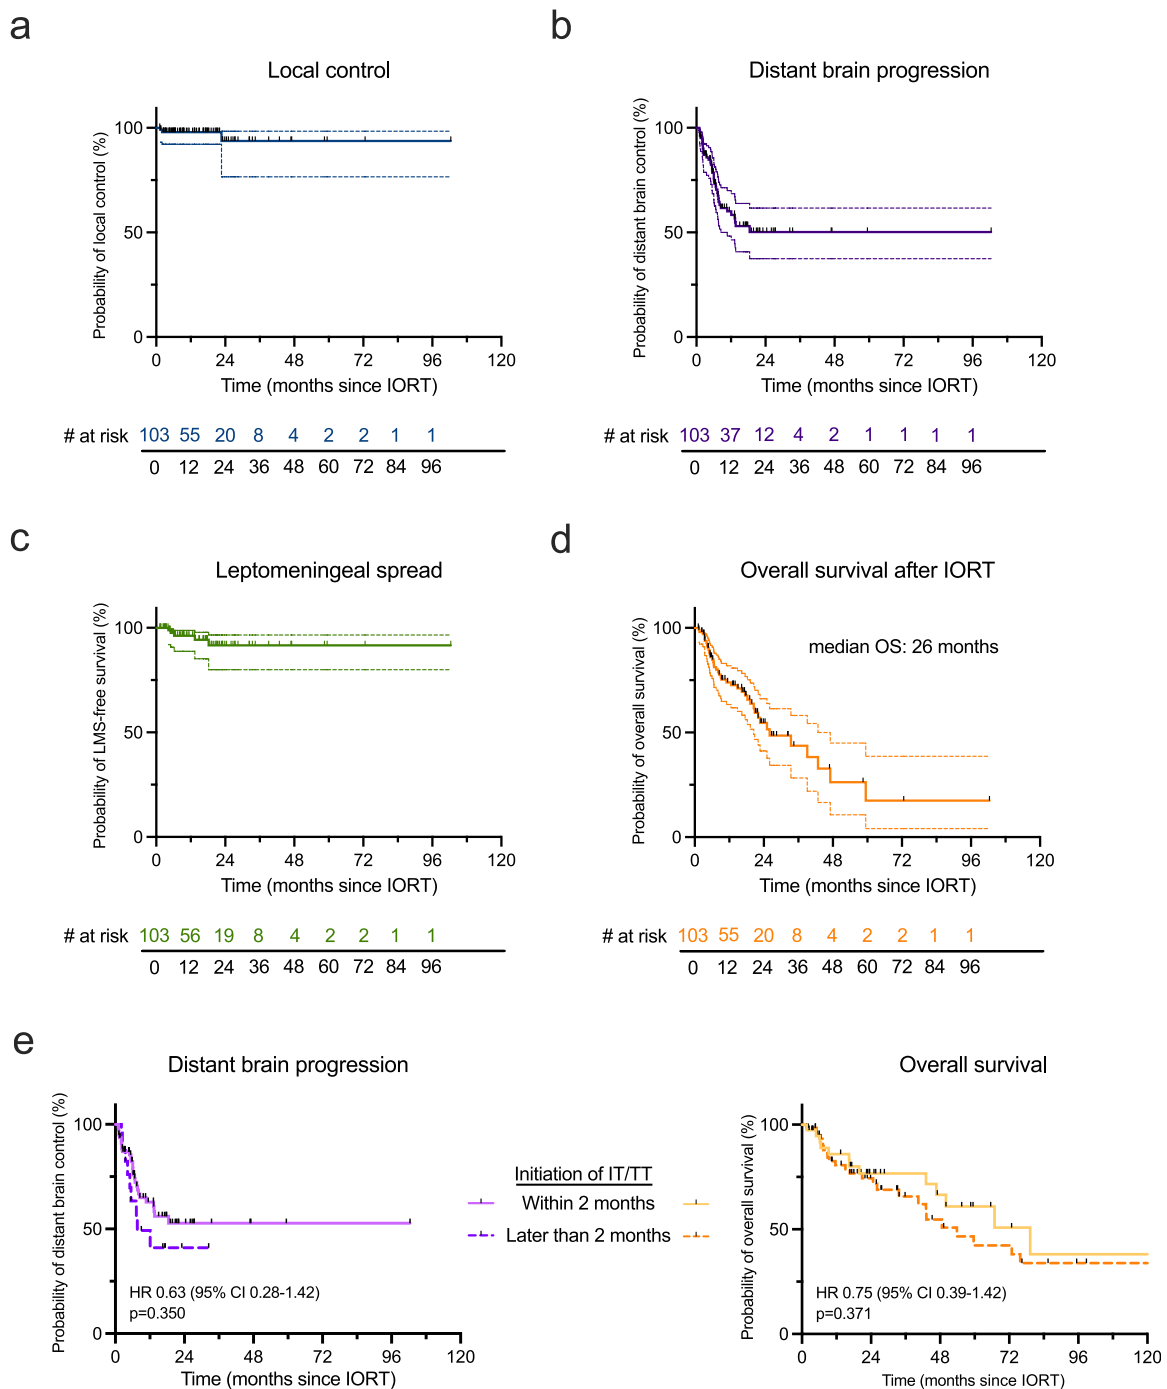 a
Local control
Probability of local control (%)
100
50
0
0 24 48 72 96 120
Time (months since IORT)
# at risk 103 55 20 8 4 2 2 1 1
0 12 24 36 48 60 72 84 96
b
Distant brain progression
Probability of distant brain control (%)
100
50
0
0 24 48 72 96 120
Time (months since IORT)
# at risk 103 37 12 4 2 1 1 1 1
0 12 24 36 48 60 72 84 96
c
Leptomeningeal spread
Probability of LMS-free survival (%)
100
50
0
0 24 48 72 96 120
Time (months since IORT)
# at risk 103 56 19 8 4 2 2 1 1
0 12 24 36 48 60 72 84 96
d
Overall survival after IORT
median OS: 26 months
Probability of overall survival (%)
100
50
0
0 24 48 72 96 120
Time (months since IORT)
# at risk 103 55 20 8 4 2 2 1 1
0 12 24 36 48 60 72 84 96
e
Distant brain progression
Probability of distant brain control (%)
100
50
0
HR 0.63 (95% CI 0.28-1.42)
p=0.350
0 24 48 72 96 120
Time (months since IORT)
Initiation of IT/TT
Within 2 months
Later than 2 months
Overall survival
Probability of overall survival (%)
100
50
0
HR 0.75 (95% CI 0.39-1.42)
p=0.371
0 24 48 72 96 120
Time (months since IORT)